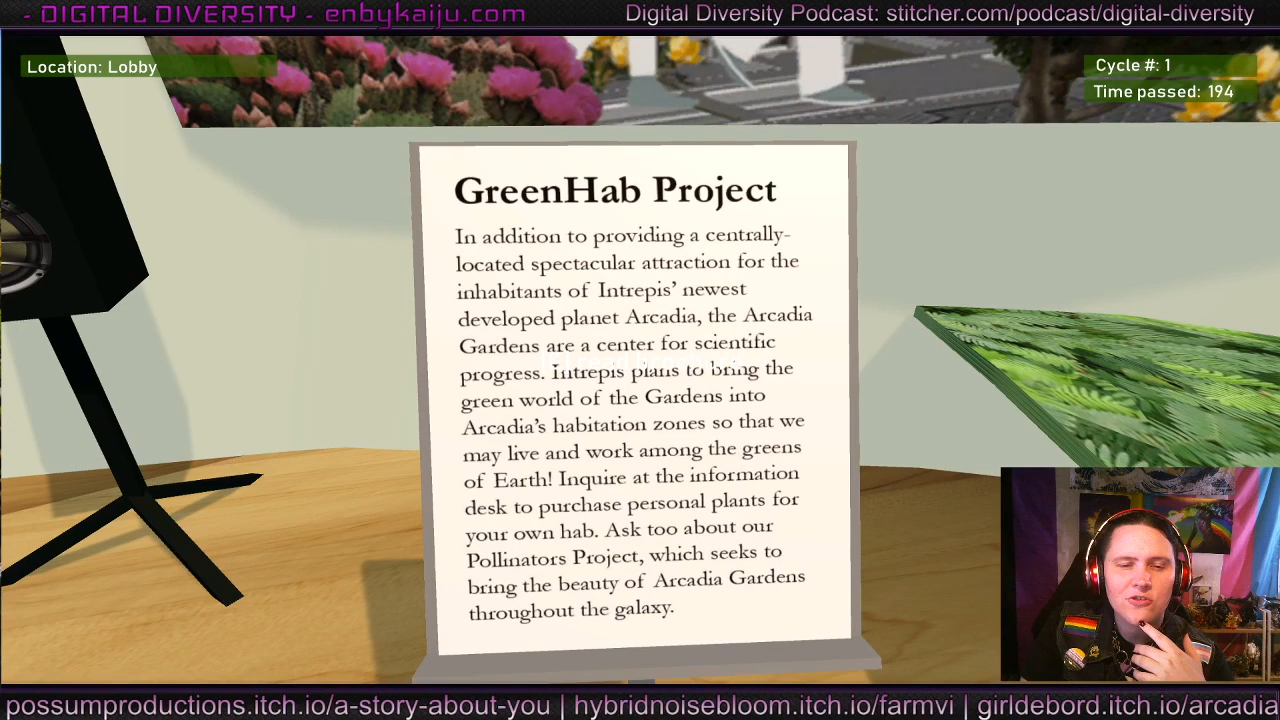 - DIGITAL DIVERSITY - enbykaiju.com
Digital Diversity Podcast: stitcher.com/podcast/digital-diversity
Location: Lobby
Cycle #: 1
Time passed: 194
GreenHab Project
In addition to providing a centrally-
located spectacular attraction for the
inhabitants of Intrepis’ newest
developed planet Arcadia, the Arcadia
Gardens are a center for scientific
progress. Intrepis plans to bring the
green world of the Gardens into
Arcadia’s habitation zones so that we
may live and work among the greens
of Earth! Inquire at the information
desk to purchase personal plants for
your own hab. Ask too about our
Pollinators Project, which seeks to
bring the beauty of Arcadia Gardens
throughout the galaxy.
possumproductions.itch.io/a-story-about-you | hybridnoisebloom.itch.io/farmvi | girldebord.itch.io/arcadia